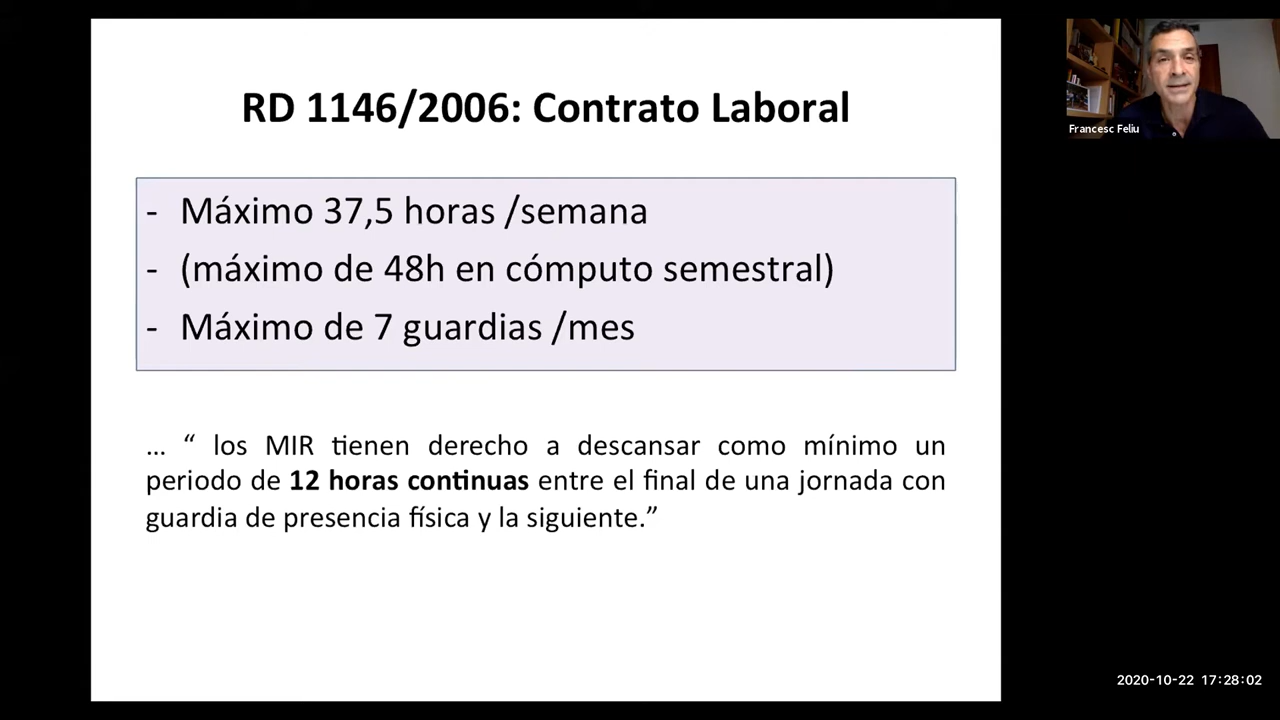 RD 1146/2006: Contrato Laboral
- Máximo 37,5 horas /semana
- (máximo de 48h en cómputo semestral)
- Máximo de 7 guardias /mes
... “ los MIR tienen derecho a descansar como mínimo un
periodo de 12 horas continuas entre el final de una jornada con
guardia de presencia física y la siguiente.”
Francesc Feliu
2020-10-22 17:28:02